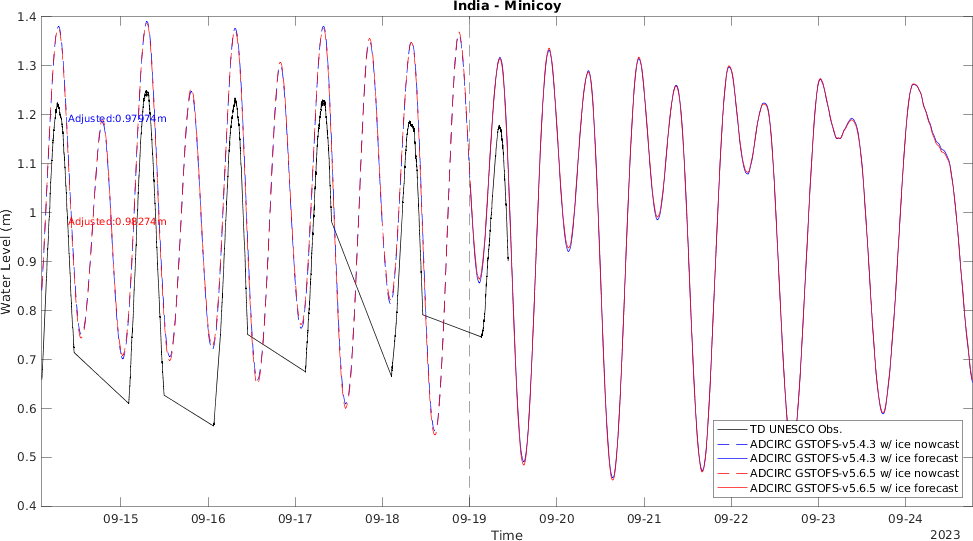 India - Minicoy
1.4
1.3
1.2
1.1
1
0.9
0.8
0.7
0.6
0.5
0.4
Water Level (m)
Adjusted:0.97974m
Adjusted:0.98274m
TD UNESCO Obs.
ADCIRC GSTOFS-v5.4.3 w/ ice nowcast
ADCIRC GSTOFS-v5.4.3 w/ ice forecast
ADCIRC GSTOFS-v5.6.5 w/ ice nowcast
ADCIRC GSTOFS-v5.6.5 w/ ice forecast
09-15 09-16 09-17 09-18 09-19 09-20 09-21 09-22 09-23 09-24
Time
2023